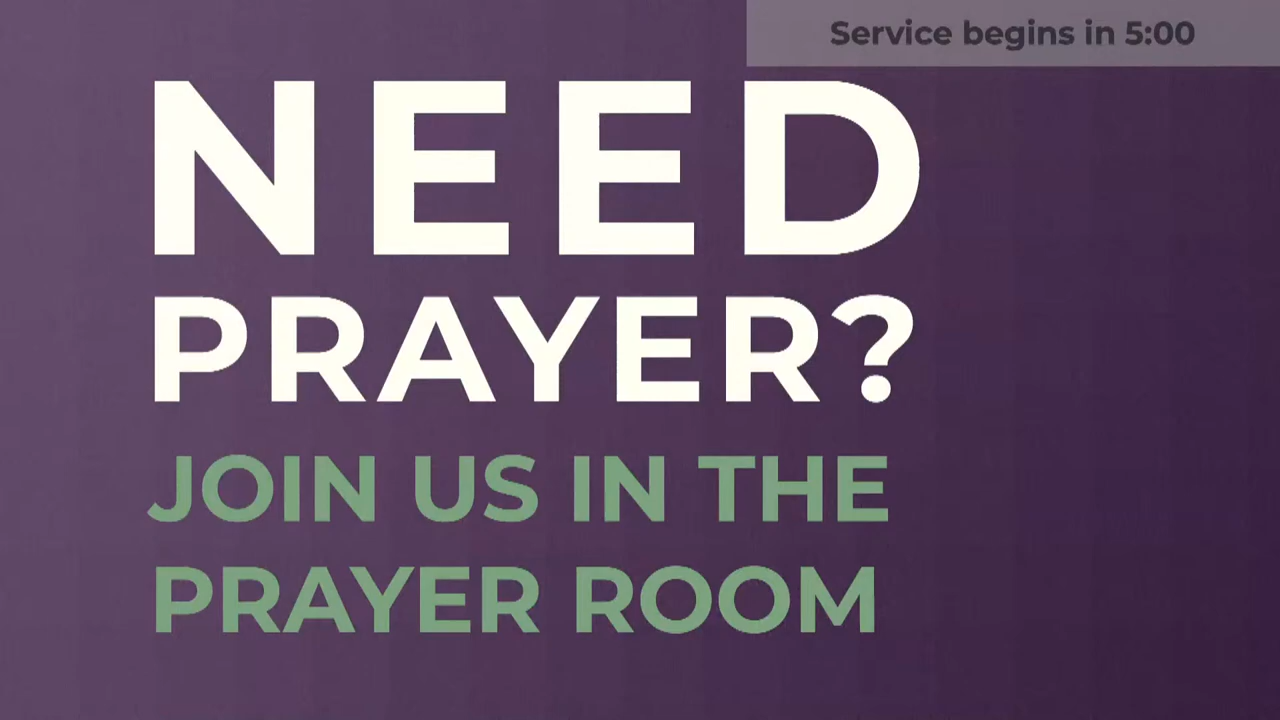 Service begins in 5:00
NEED
PRAYER?
JOIN US IN THE
PRAYER ROOM